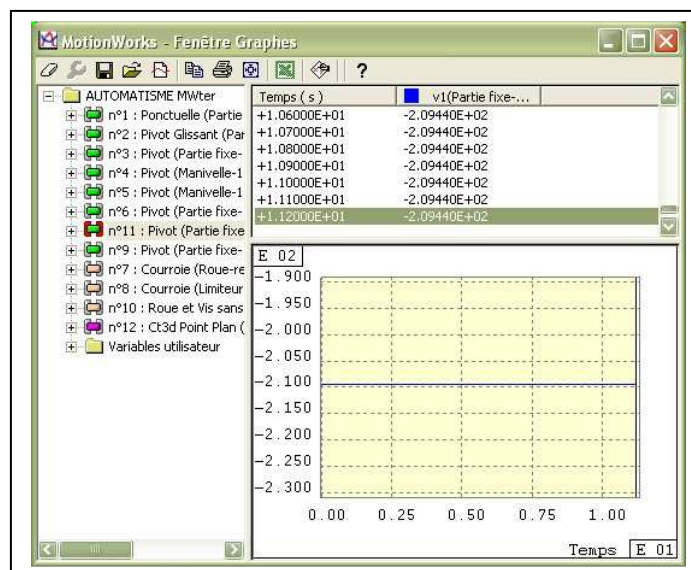 MotionWorks - Fenêtre Graphes
?
AUTOMATISME MWter
n°1 : Ponctuelle (Partie
n°2 : Pivot Glissant (Par
n°3 : Pivot (Partie fixe-
n°4 : Pivot (Manivelle-1
n°5 : Pivot (Manivelle-1
n°6 : Pivot (Partie fixe-
n°11 : Pivot (Partie fixe
n°9 : Pivot (Partie fixe-
n°7 : Courroie (Roue-re
n°8 : Courroie (Limiteur
n°10 : Roue et Vis sans
n°12 : Ct3d Point Plan (
Variables utilisateur
Temps ( s ) v1(Partie fixe-...
+1.06000E+01 -2.09440E+02
+1.07000E+01 -2.09440E+02
+1.08000E+01 -2.09440E+02
+1.09000E+01 -2.09440E+02
+1.10000E+01 -2.09440E+02
+1.11000E+01 -2.09440E+02
+1.12000E+01 -2.09440E+02
E 02
-1.900
-1.950
-2.000
-2.050
-2.100
-2.150
-2.200
-2.250
-2.300
0.00 0.25 0.50 0.75 1.00
Temps E 01